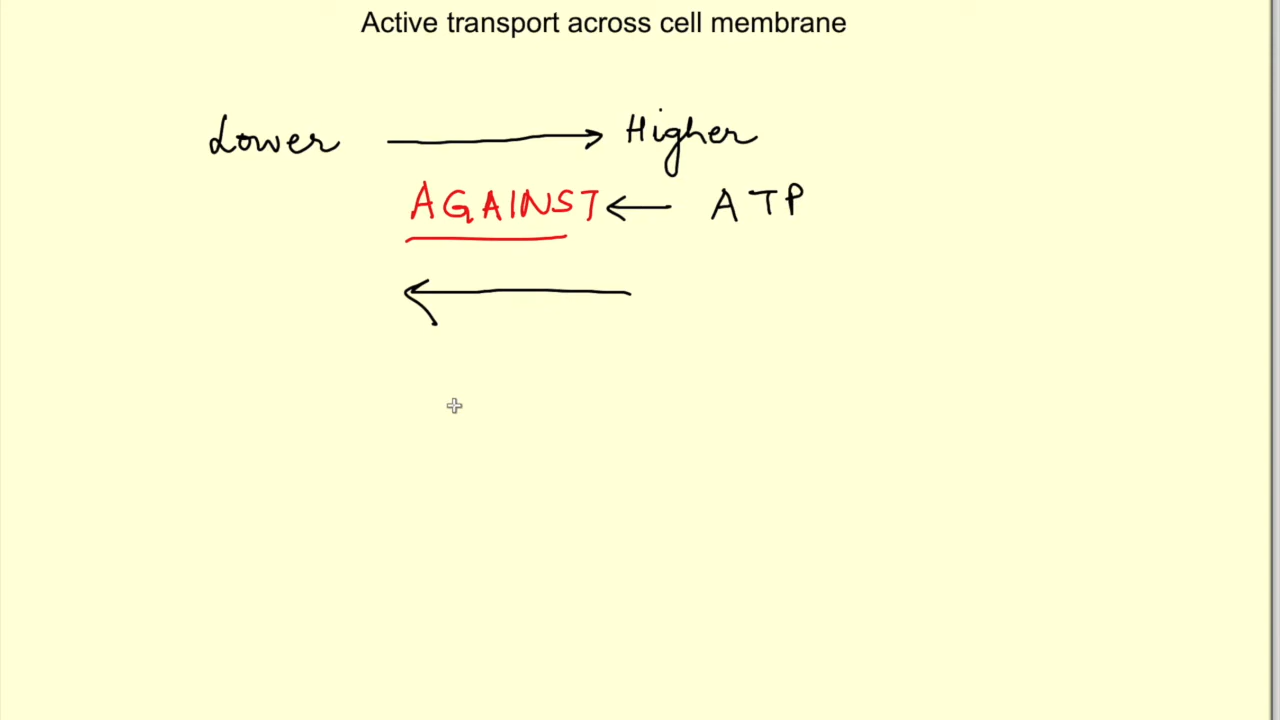 Active transport across cell membrane
Lower → Higher
AGAINST ← ATP
←